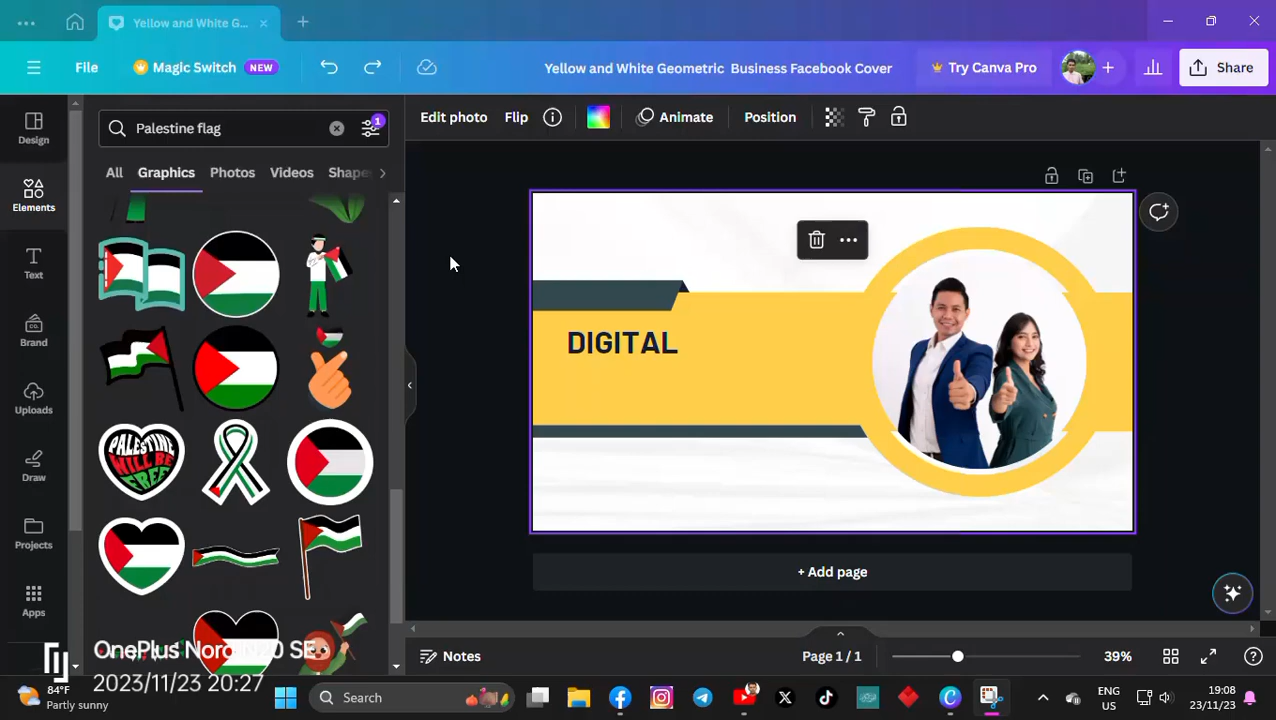 Yellow and White G...
File
Magic Switch NEW
Yellow and White Geometric Business Facebook Cover
Try Canva Pro
Share
Design
Elements
Text
Brand
Uploads
Draw
Projects
Apps
Palestine flag
1
All Graphics Photos Videos Shapes
PALESTINE
WILL BE
FREE
Edit photo Flip Animate Position
DIGITAL
+ Add page
Notes
Page 1 / 1
39%
OnePlus Nord N20 SE
2023/11/23 20:27
84°F
Partly sunny
Search
ENG
US
19:08
23/11/23